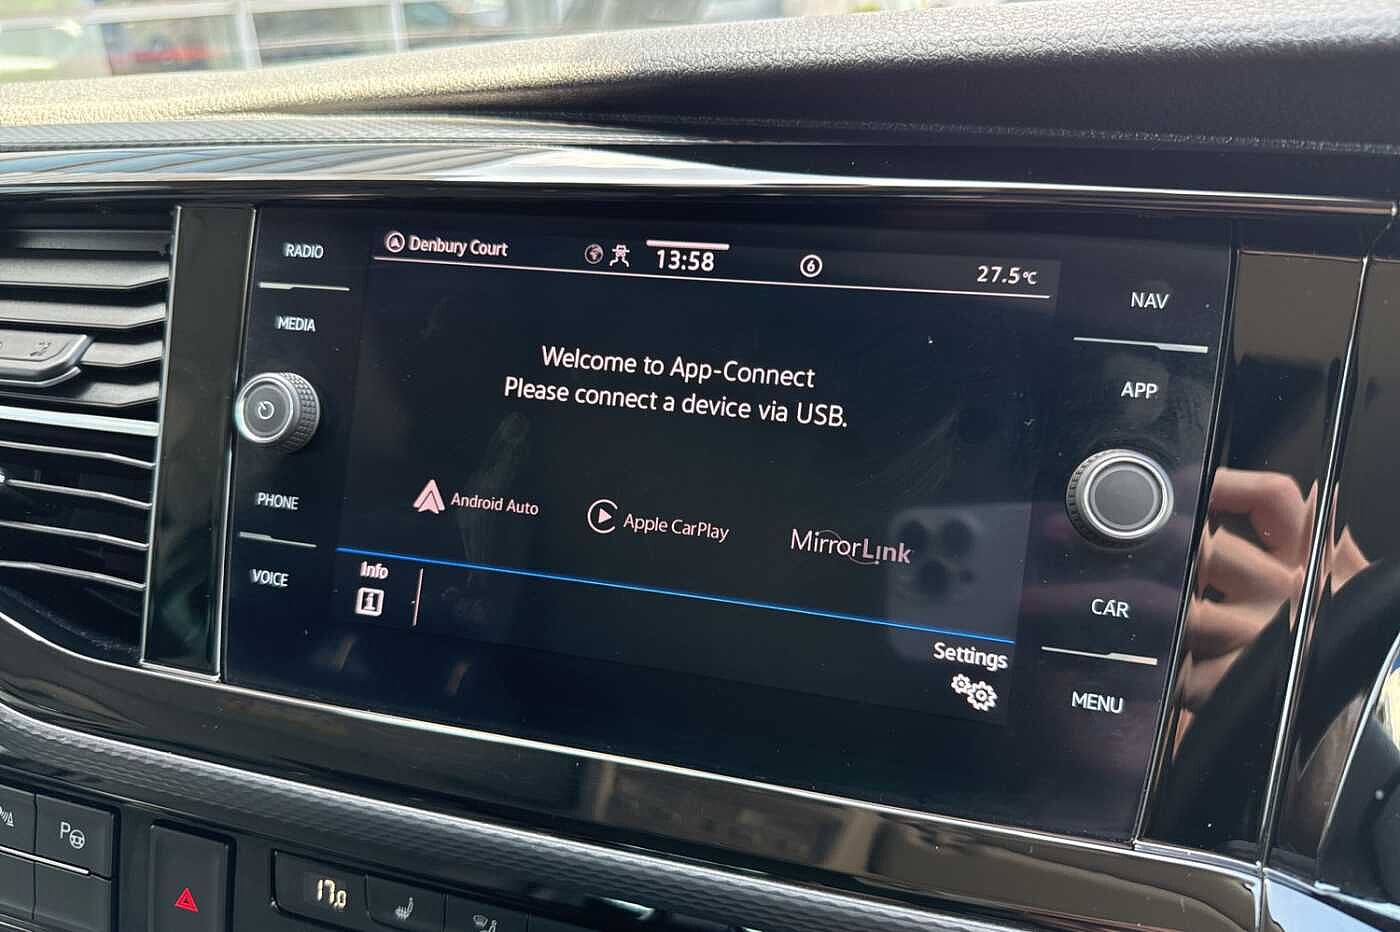 RADIO
MEDIA
PHONE
VOICE
Denbury Court
13:58
6
27.5°C
Welcome to App-Connect
Please connect a device via USB.
Android Auto
Apple CarPlay
MirrorLink
Info
i
Settings
NAV
APP
CAR
MENU
P
17.0